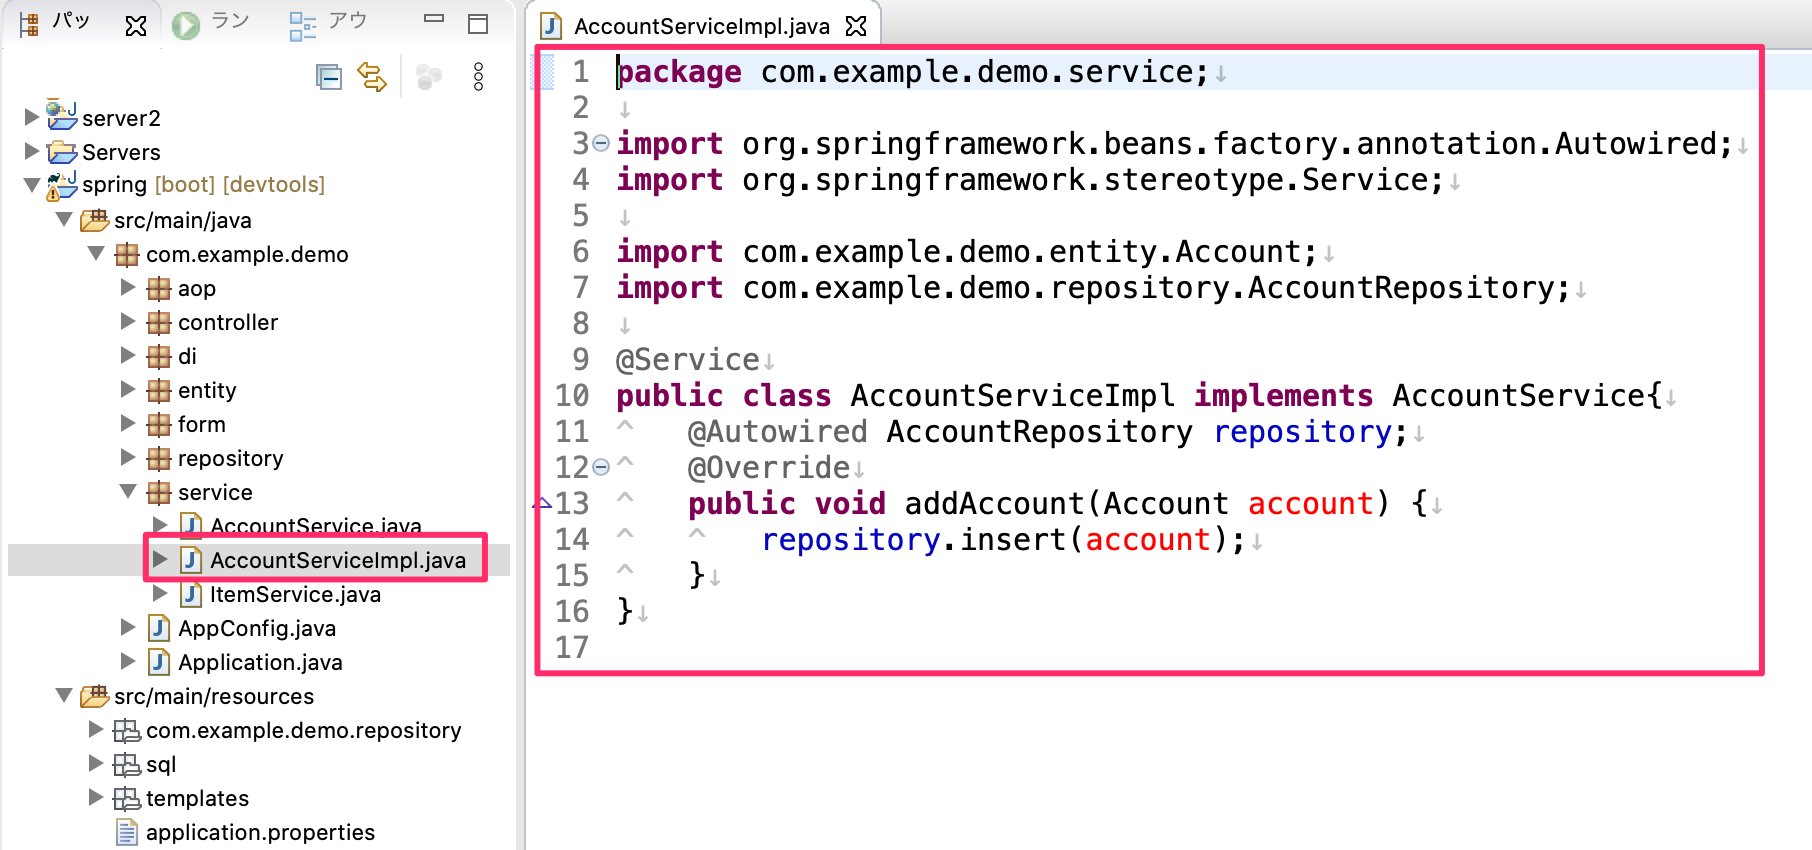 パッ
ラン
アウ
server2
Servers
spring [boot] [devtools]
src/main/java
com.example.demo
aop
controller
di
entity
form
repository
service
AccountService.java
AccountServiceImpl.java
ItemService.java
AppConfig.java
Application.java
src/main/resources
com.example.demo.repository
sql
templates
application.properties
AccountServiceImpl.java
1 package com.example.demo.service;↓
2 ↓
3 import org.springframework.beans.factory.annotation.Autowired;↓
4 import org.springframework.stereotype.Service;↓
5 ↓
6 import com.example.demo.entity.Account;↓
7 import com.example.demo.repository.AccountRepository;↓
8 ↓
9 @Service↓
10 public class AccountServiceImpl implements AccountService{↓
11 ^ @Autowired AccountRepository repository;↓
12 ^ @Override↓
13 ^ public void addAccount(Account account) {↓
14 ^ ^ repository.insert(account);↓
15 ^ }↓
16 }↓
17